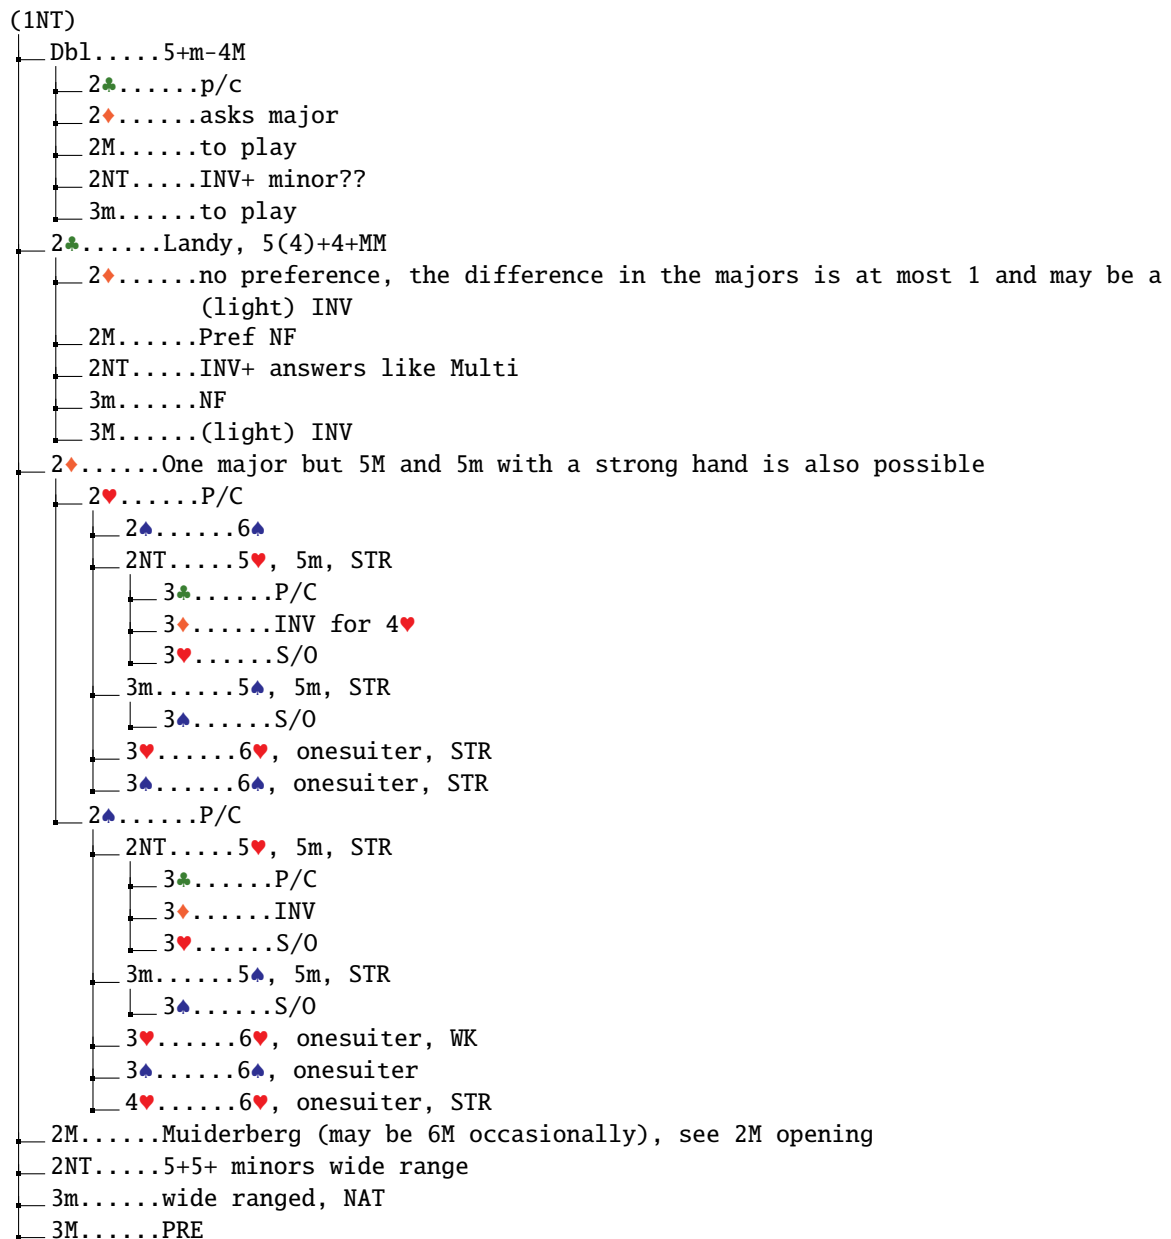 (1NT)
Dbl.....5+m-4M
2♣......p/c
2♦......asks major
2M......to play
2NT.....INV+ minor??
3m......to play
2♣......Landy, 5(4)+4+MM
2♦......no preference, the difference in the majors is at most 1 and may be a
(light) INV
2M......Pref NF
2NT.....INV+ answers like Multi
3m......NF
3M......(light) INV
2♦......One major but 5M and 5m with a strong hand is also possible
2♥......P/C
2♠......6♠
2NT.....5♥, 5m, STR
3♣......P/C
3♦......INV for 4♥
3♥......S/O
3m......5♠, 5m, STR
3♠......S/O
3♥......6♥, onesuiter, STR
3♠......6♠, onesuiter, STR
2♠......P/C
2NT.....5♥, 5m, STR
3♣......P/C
3♦......INV
3♥......S/O
3m......5♠, 5m, STR
3♠......S/O
3♥......6♥, onesuiter, WK
3♠......6♠, onesuiter
4♥......6♥, onesuiter, STR
2M......Muiderberg (may be 6M occasionally), see 2M opening
2NT.....5+5+ minors wide range
3m......wide ranged, NAT
3M......PRE